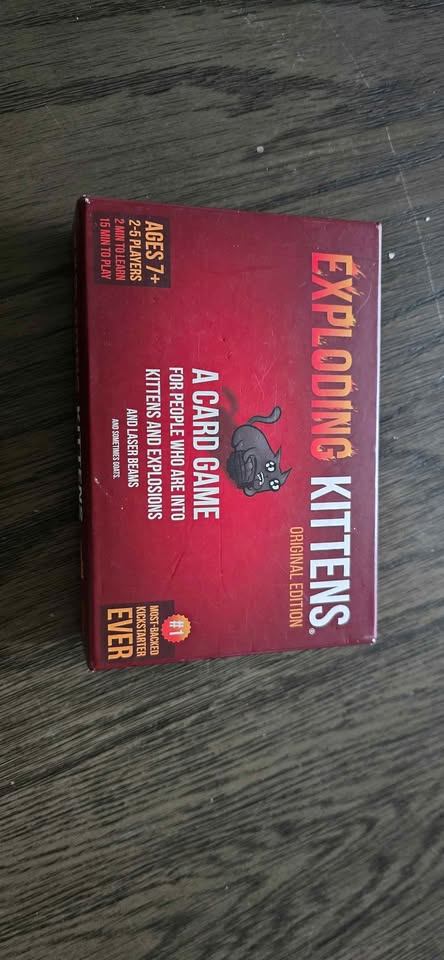 EXPLODING KITTENS®
ORIGINAL EDITION
A CARD GAME
FOR PEOPLE WHO ARE INTO
KITTENS AND EXPLOSIONS
AND LASER BEAMS
AND SOMETIMES GOATS.
AGES 7+
2-5 PLAYERS
2 MIN TO LEARN
15 MIN TO PLAY
#1
MOST-BACKED
KICKSTARTER
EVER
KITTENS